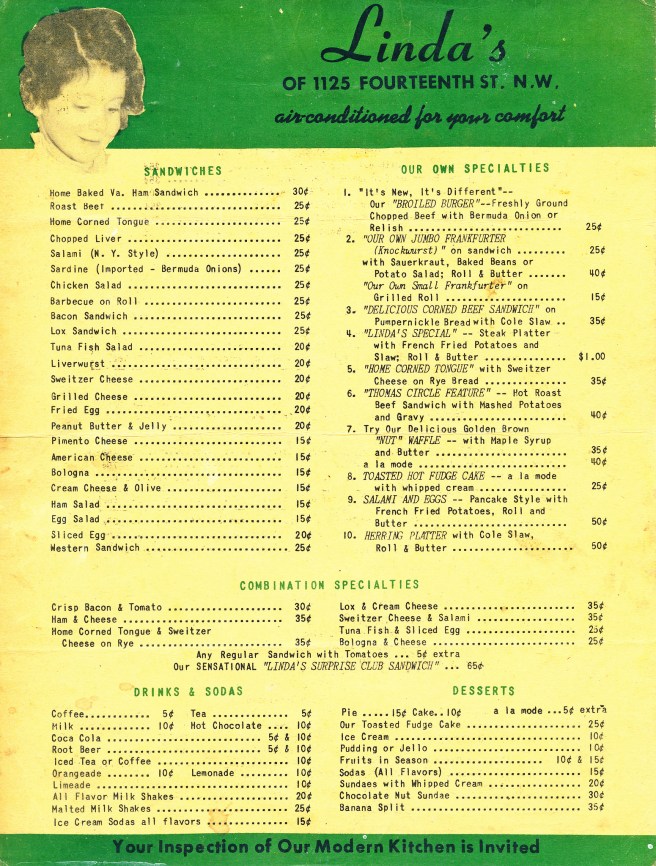 Linda's
OF 1125 FOURTEENTH ST. N.W.
air-conditioned for your comfort
SANDWICHES
Home Baked Va. Ham Sandwich .............. 30¢
Roast Beef ............................... 25¢
Home Corned Tongue ....................... 25¢
Chopped Liver ............................ 25¢
Salami (N. Y. Style) ..................... 25¢
Sardine (Imported - Bermuda Onions) ...... 25¢
Chicken Salad ............................ 25¢
Barbecue on Roll ......................... 25¢
Bacon Sandwich ........................... 25¢
Lox Sandwich ............................. 25¢
Tuna Fish Salad .......................... 20¢
Liverwurst ............................... 20¢
Sweitzer Cheese .......................... 20¢
Grilled Cheese ........................... 20¢
Fried Egg ................................ 20¢
Peanut Butter & Jelly .................... 20¢
Pimento Cheese ........................... 15¢
American Cheese .......................... 15¢
Bologna .................................. 15¢
Cream Cheese & Olive ..................... 15¢
Ham Salad ................................ 15¢
Egg Salad ................................ 15¢
Sliced Egg ............................... 20¢
Western Sandwich ......................... 25¢
OUR OWN SPECIALTIES
1. "It's New, It's Different"--
Our "BROILED BURGER"--Freshly Ground
Chopped Beef with Bermuda Onion or
Relish ............................ 25¢
2. "OUR OWN JUMBO FRANKFURTER
(Knockwurst)" on sandwich ......... 25¢
with Sauerkraut, Baked Beans or
Potato Salad; Roll & Butter ....... 40¢
"Our Own Small Frankfurter" on
Grilled Roll ...................... 15¢
3. "DELICIOUS CORNED BEEF SANDWICH" on
Pumpernickle Bread with Cole Slaw .. 35¢
4. "LINDA'S SPECIAL" -- Steak Platter
with French Fried Potatoes and
Slaw; Roll & Butter ............... $1.00
5. "HOME CORNED TONGUE" with Sweitzer
Cheese on Rye Bread ............... 35¢
6. "THOMAS CIRCLE FEATURE" -- Hot Roast
Beef Sandwich with Mashed Potatoes
and Gravy ......................... 40¢
7. Try Our Delicious Golden Brown
"NUT" WAFFLE -- with Maple Syrup
and Butter ........................ 35¢
a la mode ......................... 40¢
8. TOASTED HOT FUDGE CAKE -- a la mode
with whipped cream ................ 25¢
9. SALAMI AND EGGS -- Pancake Style with
French Fried Potatoes, Roll and
Butter ............................ 50¢
10. HERRING PLATTER with Cole Slaw,
Roll & Butter ..................... 50¢
COMBINATION SPECIALTIES
Crisp Bacon & Tomato ..................... 30¢
Ham & Cheese ............................. 35¢
Home Corned Tongue & Sweitzer
Cheese on Rye .......................... 35¢
Lox & Cream Cheese ....................... 35¢
Sweitzer Cheese & Salami ................. 35¢
Tuna Fish & Sliced Egg ................... 25¢
Bologna & Cheese ......................... 25¢
Any Regular Sandwich with Tomatoes ... 5¢ extra
Our SENSATIONAL "LINDA'S SURPRISE CLUB SANDWICH" ... 65¢
DRINKS & SODAS
Coffee............ 5¢ Tea .............. 5¢
Milk ............. 10¢ Hot Chocolate .... 10¢
Coca Cola ......................... 5¢ & 10¢
Root Beer ......................... 5¢ & 10¢
Iced Tea or Coffee ....................... 10¢
Orangeade ........ 10¢ Lemonade ......... 10¢
Limeade .................................. 10¢
All Flavor Milk Shakes ................... 20¢
Malted Milk Shakes ....................... 25¢
Ice Cream Sodas all flavors .............. 15¢
DESSERTS
Pie ..... 15¢ Cake.. 10¢ a la mode ...5¢ extra
Our Toasted Fudge Cake ................... 25¢
Ice Cream ................................ 10¢
Pudding or Jello ......................... 10¢
Fruits in Season .................. 10¢ & 15¢
Sodas (All Flavors) ...................... 15¢
Sundaes with Whipped Cream ............... 20¢
Chocolate Nut Sundae ..................... 30¢
Banana Split ............................. 35¢
Your Inspection of Our Modern Kitchen is Invited